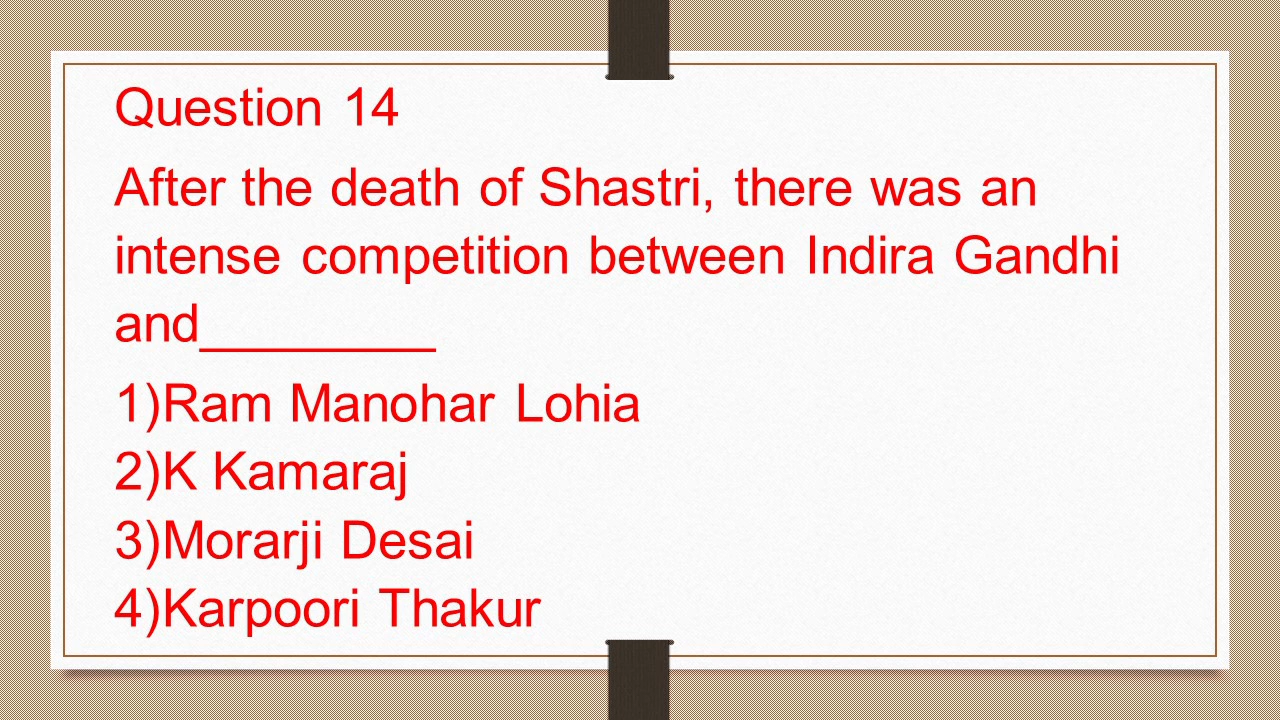 Question 14
After the death of Shastri, there was an
intense competition between Indira Gandhi
and_________
1)Ram Manohar Lohia
2)K Kamaraj
3)Morarji Desai
4)Karpoori Thakur